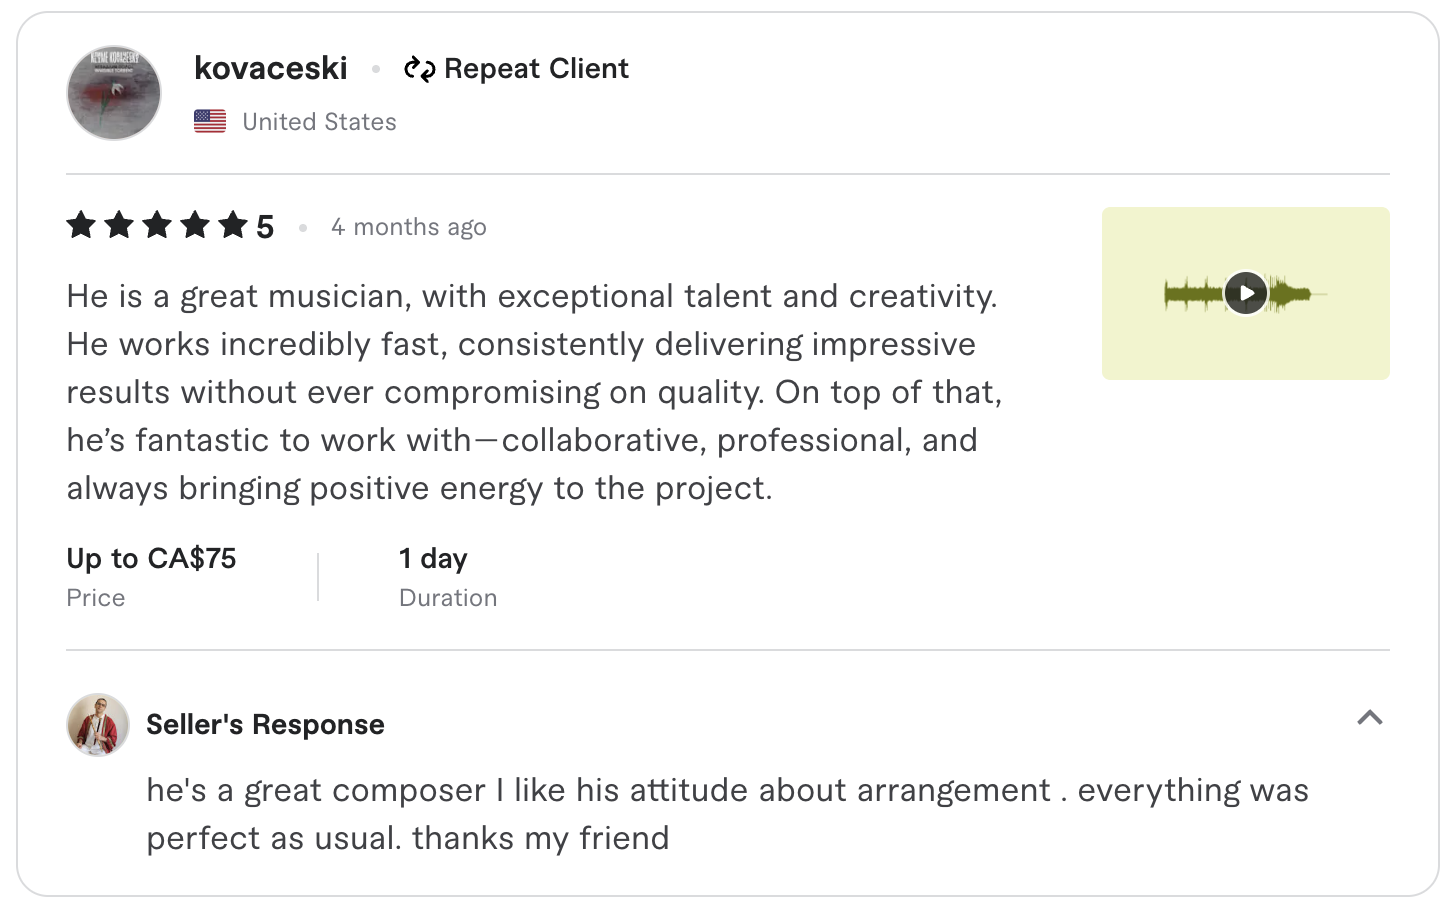 kovaceski
Repeat Client
United States
5
4 months ago
He is a great musician, with exceptional talent and creativity.
He works incredibly fast, consistently delivering impressive
results without ever compromising on quality. On top of that,
he’s fantastic to work with—collaborative, professional, and
always bringing positive energy to the project.
Up to CA$75
1 day
Price
Duration
Seller's Response
he's a great composer I like his attitude about arrangement . everything was
perfect as usual. thanks my friend